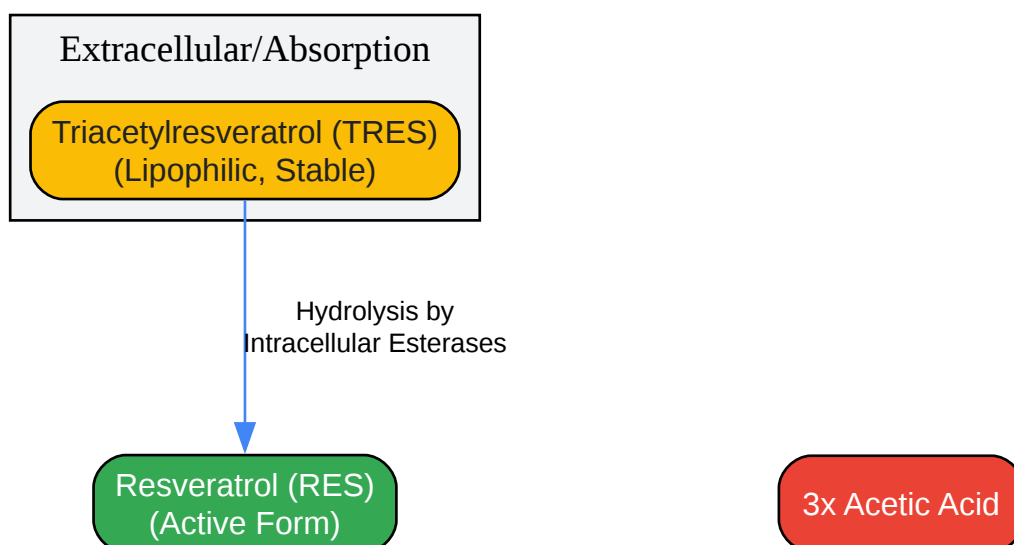 Extracellular/Absorption
Triacetylresveratrol (TRES)
(Lipophilic, Stable)
Hydrolysis by
Intracellular Esterases
Resveratrol (RES)
(Active Form)
3x Acetic Acid